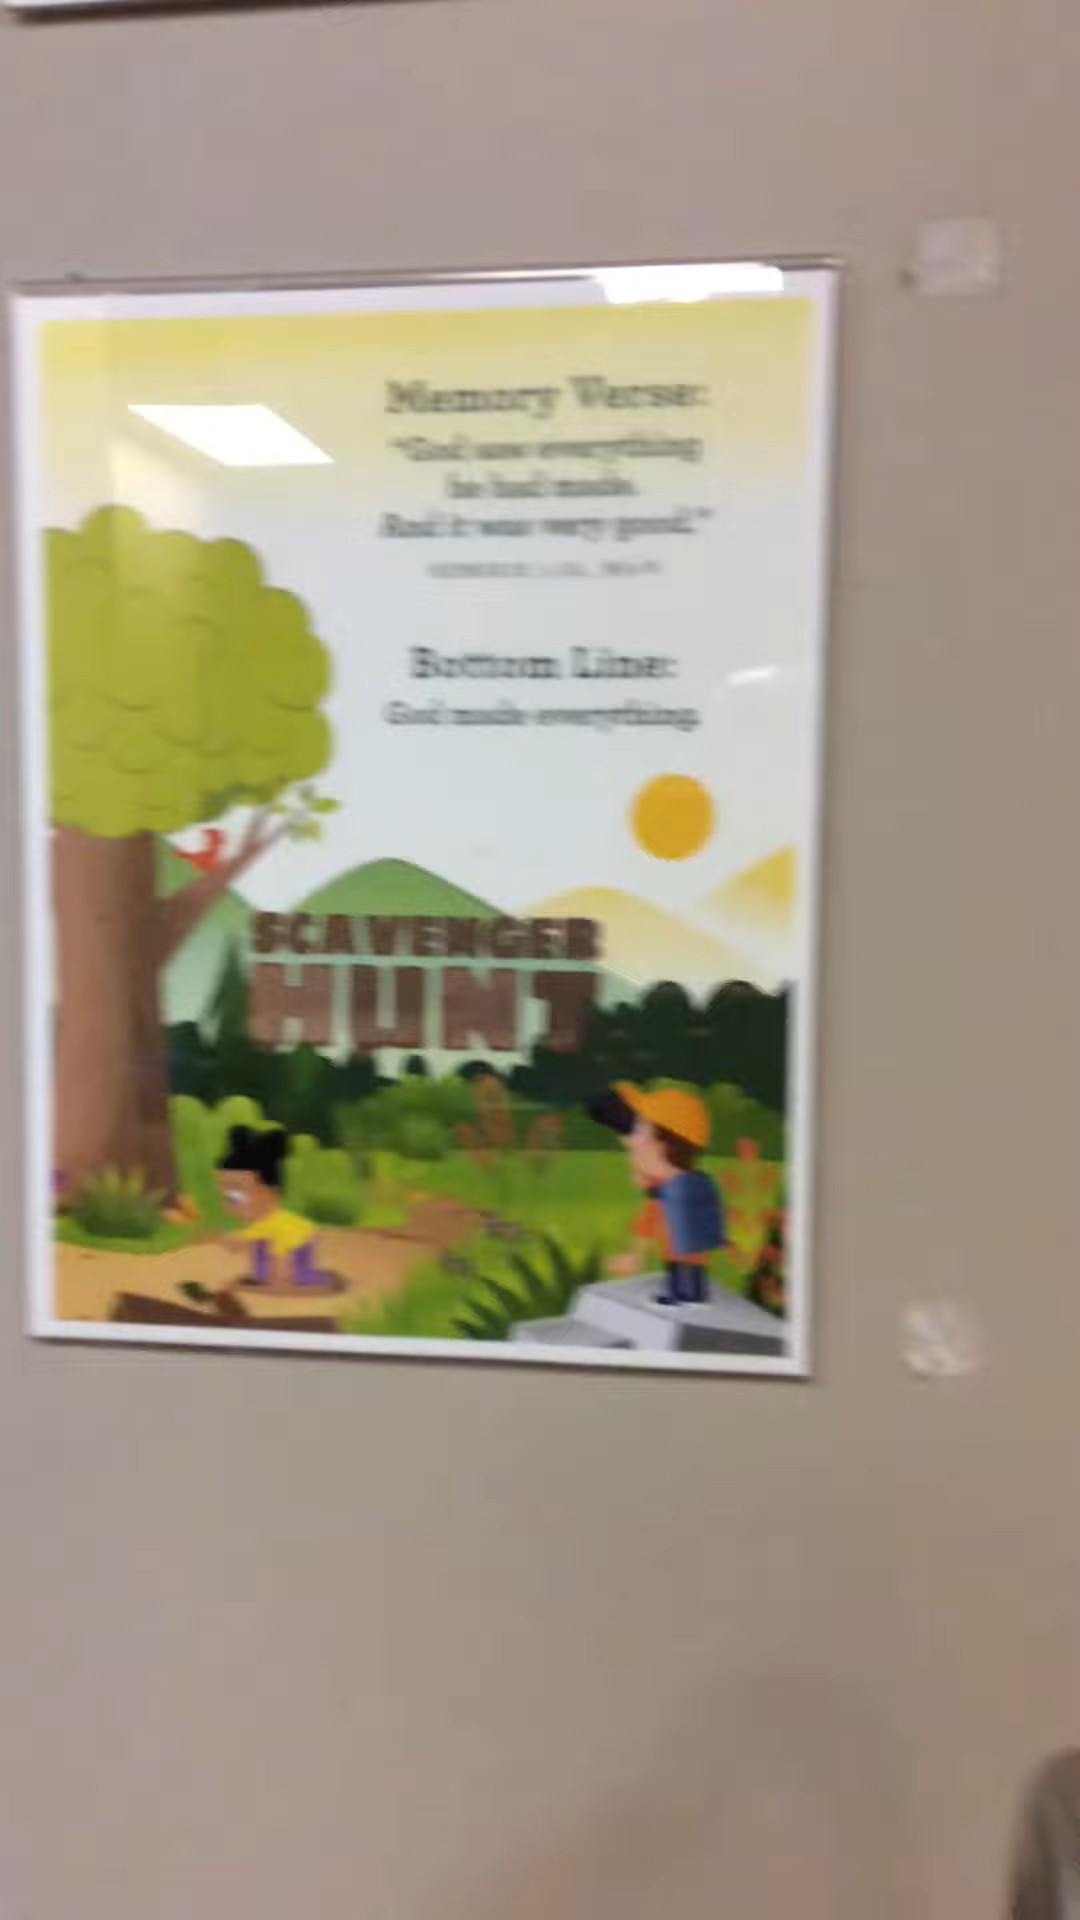 Memory Verse:
"God saw everything
he had made.
And it was very good."
Bottom Line:
God made everything.
SCAVENGER
HUNT